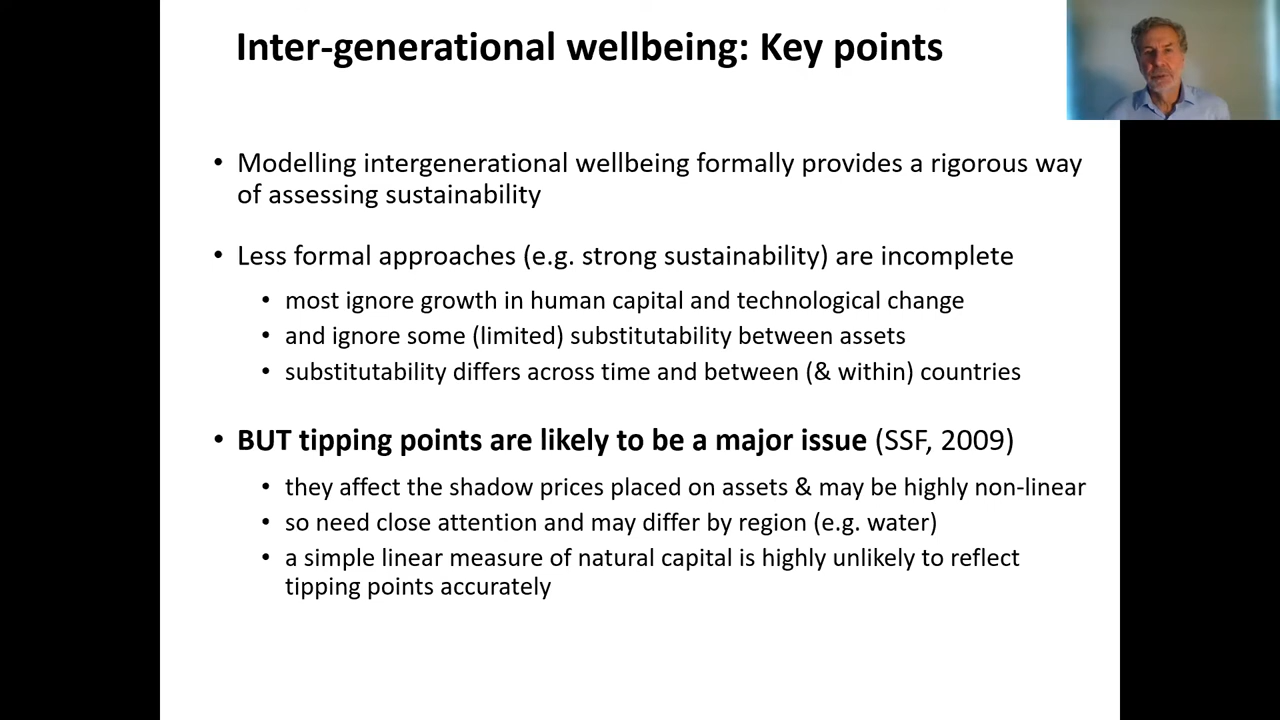 Inter-generational wellbeing: Key points
• Modelling intergenerational wellbeing formally provides a rigorous way
of assessing sustainability
• Less formal approaches (e.g. strong sustainability) are incomplete
• most ignore growth in human capital and technological change
• and ignore some (limited) substitutability between assets
• substitutability differs across time and between (& within) countries
• BUT tipping points are likely to be a major issue (SSF, 2009)
• they affect the shadow prices placed on assets & may be highly non-linear
• so need close attention and may differ by region (e.g. water)
• a simple linear measure of natural capital is highly unlikely to reflect
tipping points accurately